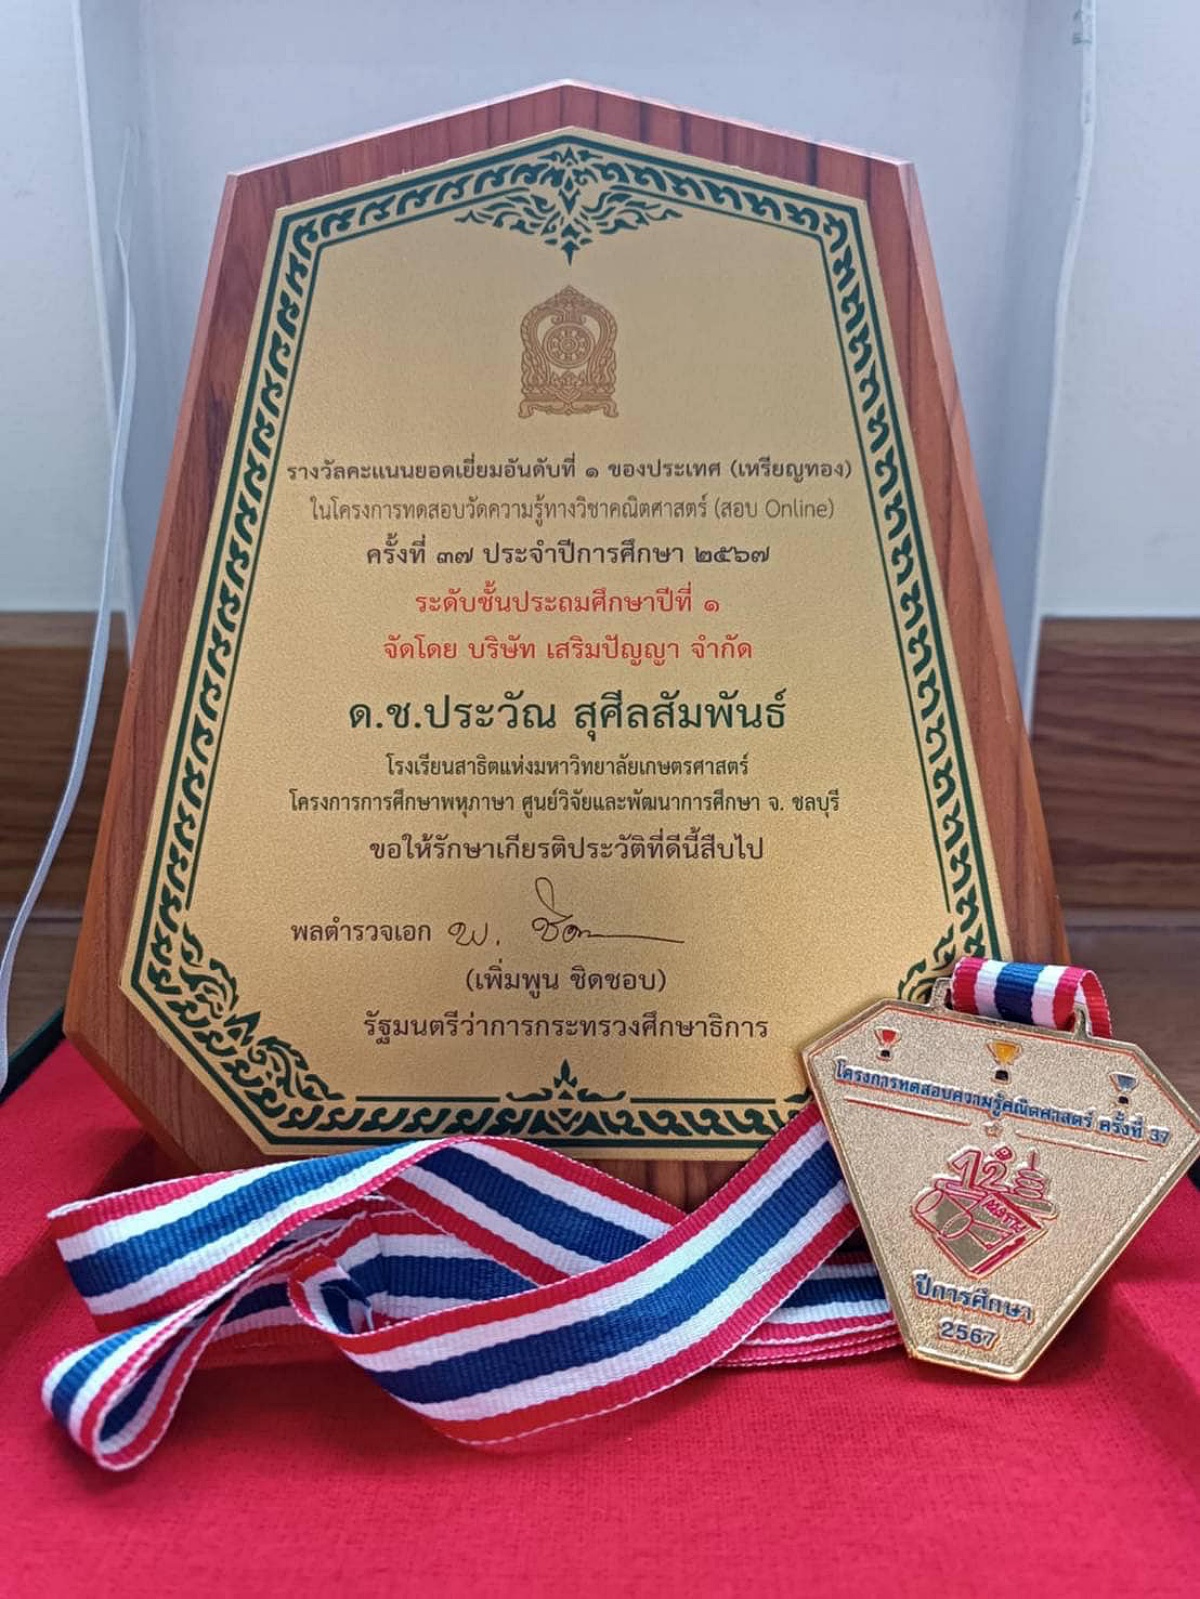 รางวัลคะแนนยอดเยี่ยมอันดับที่ ๑ ของประเทศ (เหรียญทอง)
ในโครงการทดสอบวัดความรู้ทางวิชาคณิตศาสตร์ (สอบ Online)
ครั้งที่ ๓๗ ประจำปีการศึกษา ๒๕๖๗
ระดับชั้นประถมศึกษาปีที่ ๑
จัดโดย บริษัท เสริมปัญญา จำกัด
ด.ช.ประวัณ สุศีลสัมพันธ์
โรงเรียนสาธิตแห่งมหาวิทยาลัยเกษตรศาสตร์
โครงการการศึกษาพหุภาษา ศูนย์วิจัยและพัฒนาการศึกษา จ. ชลบุรี
ขอให้รักษาเกียรติประวัติที่ดีนี้สืบไป
พลตำรวจเอก
(เพิ่มพูน ชิดชอบ)
รัฐมนตรีว่าการกระทรวงศึกษาธิการ
โครงการทดสอบความรู้คณิตศาสตร์ ครั้งที่ 37
ปีการศึกษา
2567